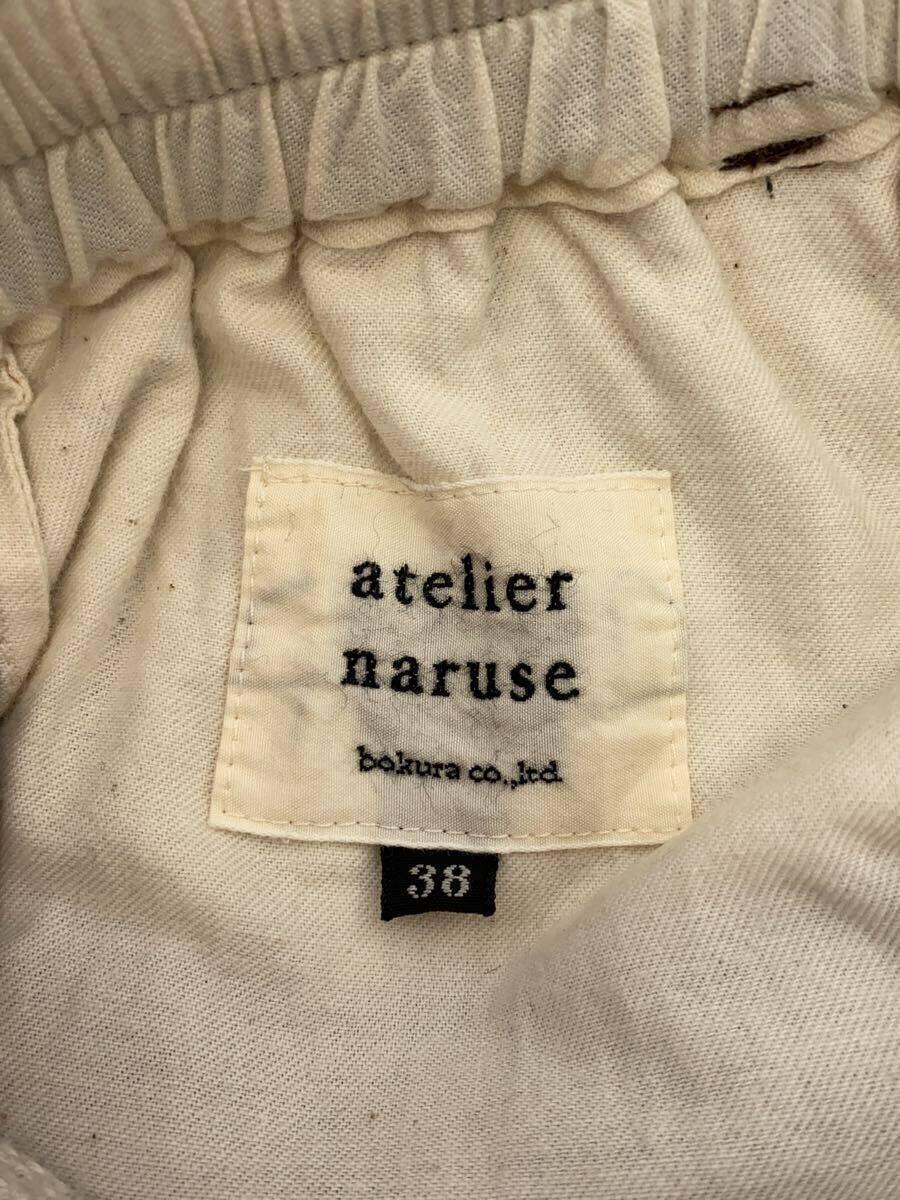 atelier
naruse
bokura co.,ltd
38